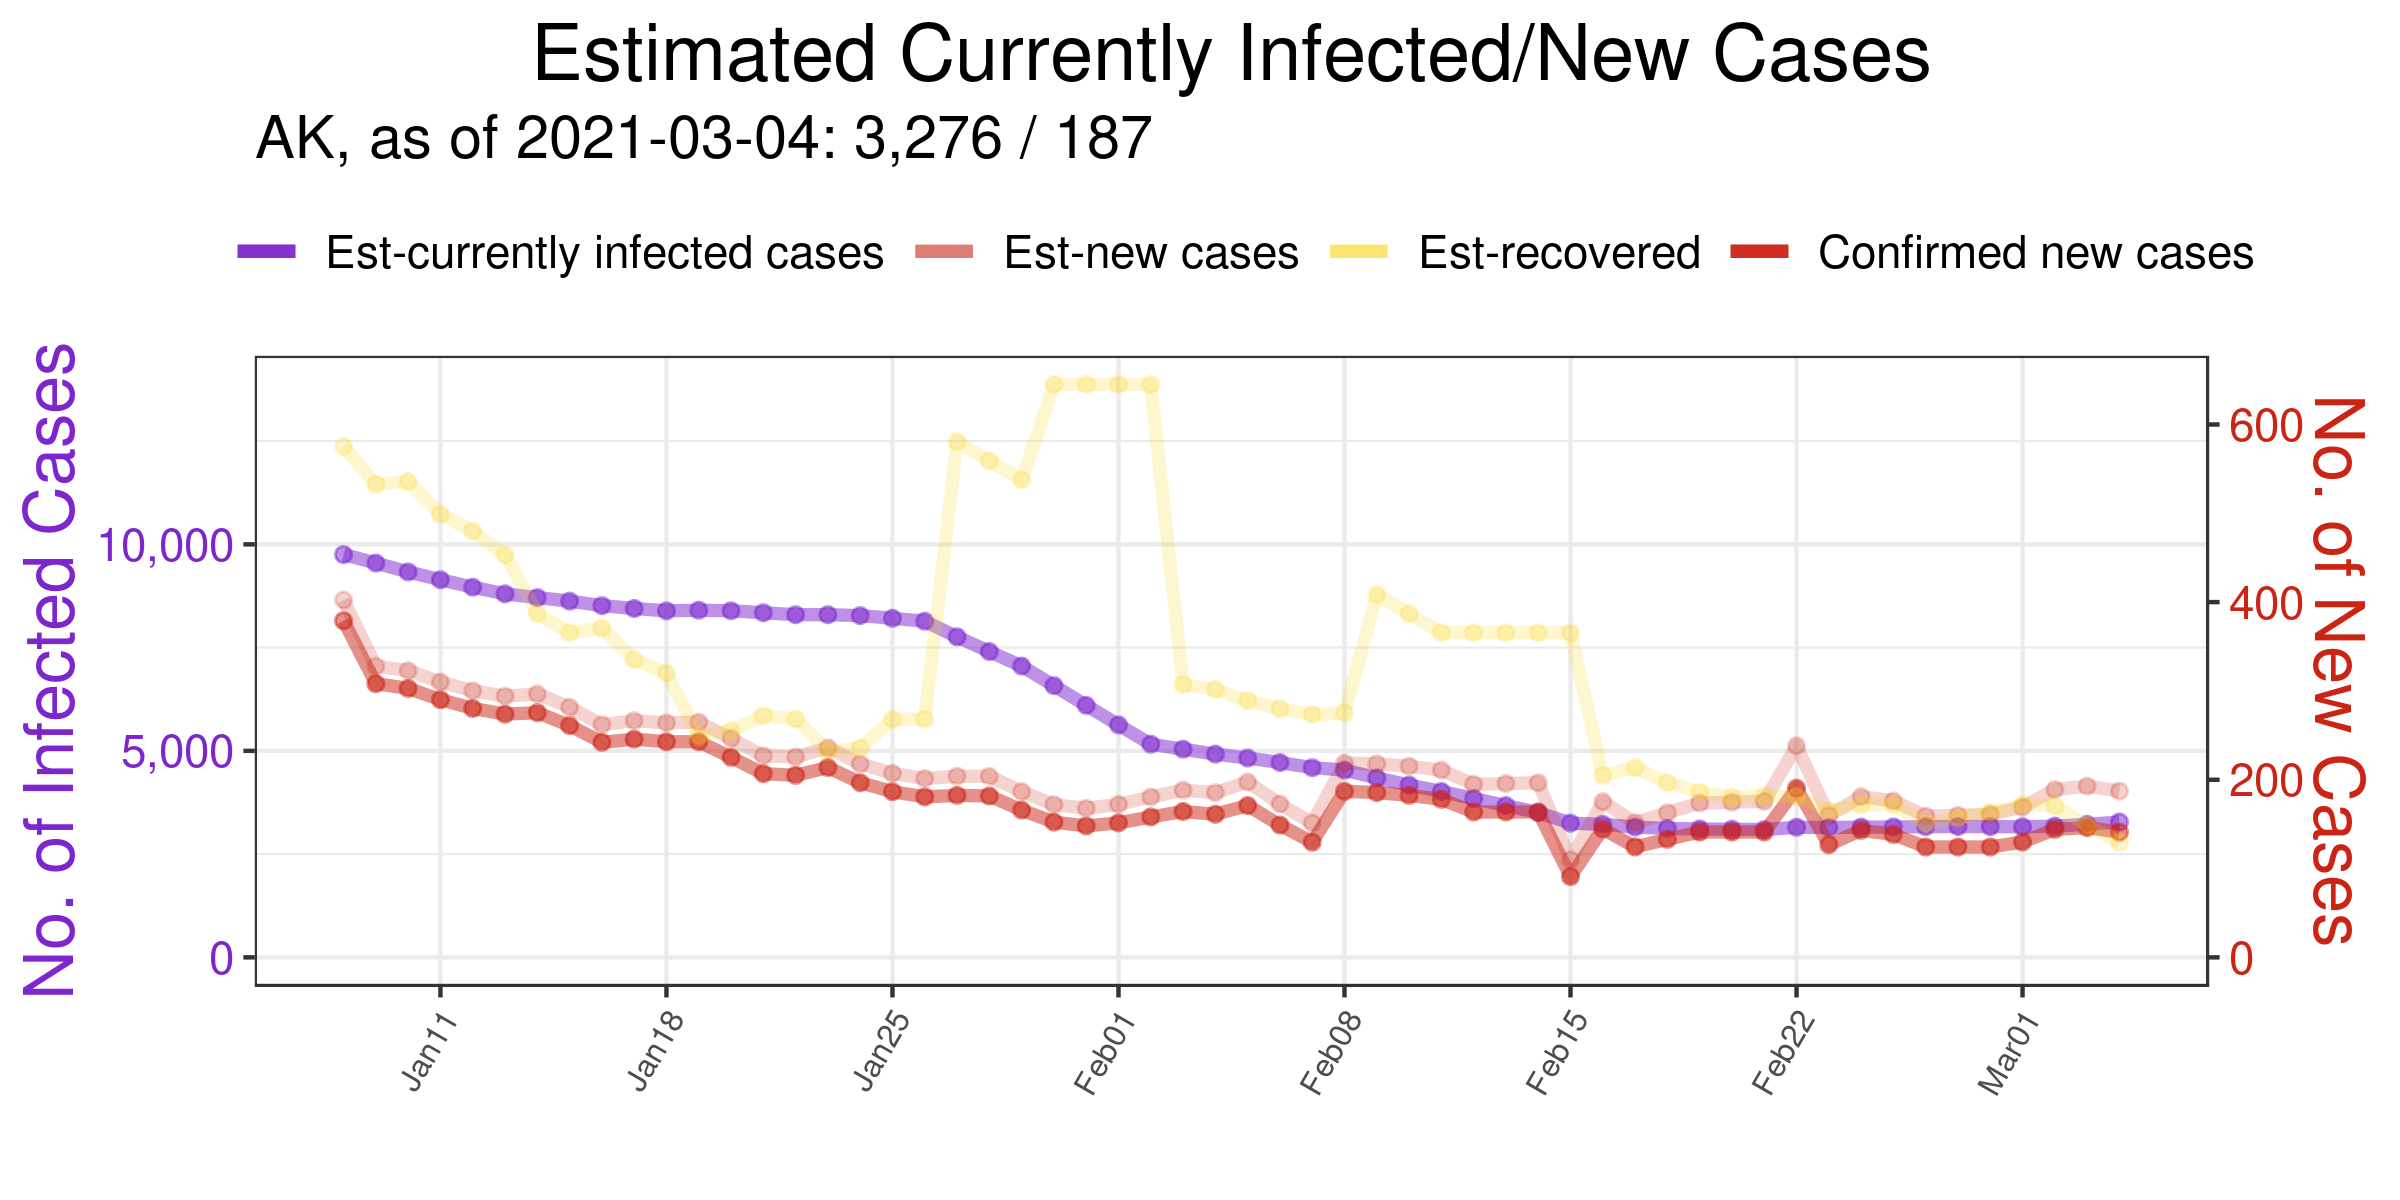 Estimated Currently Infected/New Cases
AK, as of 2021-03-04: 3,276 / 187
Est-currently infected cases Est-new cases Est-recovered Confirmed new cases
No. of Infected Cases
10,000
5,000
0
600
400
200
0
No. of New Cases
Jan11 Jan18 Jan25 Feb01 Feb08 Feb15 Feb22 Mar01